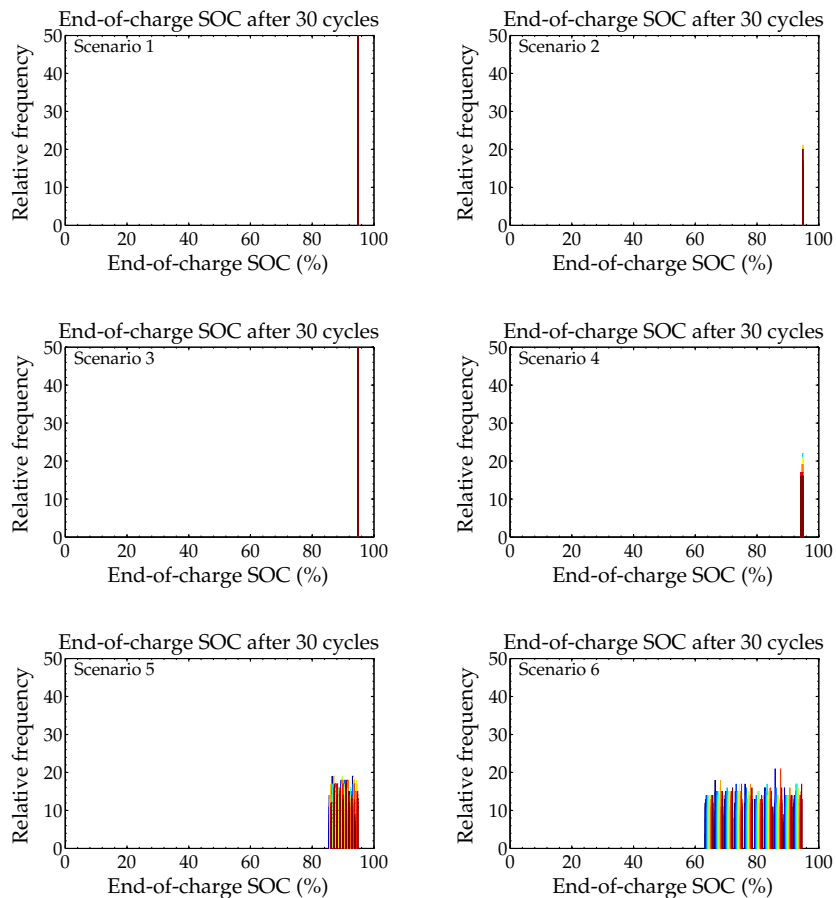 End-of-charge SOC after 30 cycles
Scenario 1
Relative frequency
50
40
30
20
10
0
0 20 40 60 80 100
End-of-charge SOC (%)
End-of-charge SOC after 30 cycles
Scenario 2
Relative frequency
50
40
30
20
10
0
0 20 40 60 80 100
End-of-charge SOC (%)
End-of-charge SOC after 30 cycles
Scenario 3
Relative frequency
50
40
30
20
10
0
0 20 40 60 80 100
End-of-charge SOC (%)
End-of-charge SOC after 30 cycles
Scenario 4
Relative frequency
50
40
30
20
10
0
0 20 40 60 80 100
End-of-charge SOC (%)
End-of-charge SOC after 30 cycles
Scenario 5
Relative frequency
50
40
30
20
10
0
0 20 40 60 80 100
End-of-charge SOC (%)
End-of-charge SOC after 30 cycles
Scenario 6
Relative frequency
50
40
30
20
10
0
0 20 40 60 80 100
End-of-charge SOC (%)